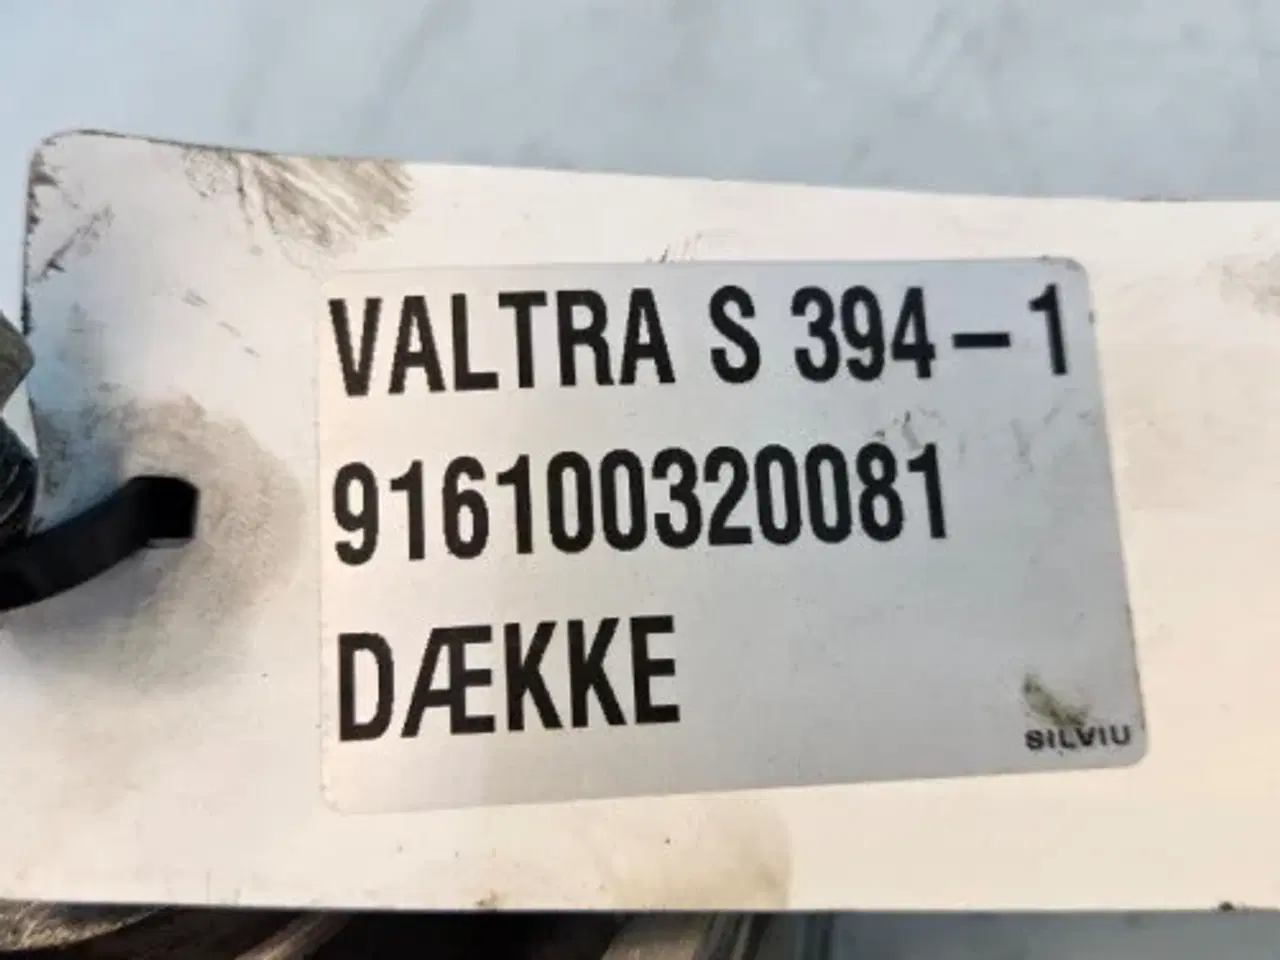 VALTRA S 394-1
916100320081
DÆKKE
SILVIU